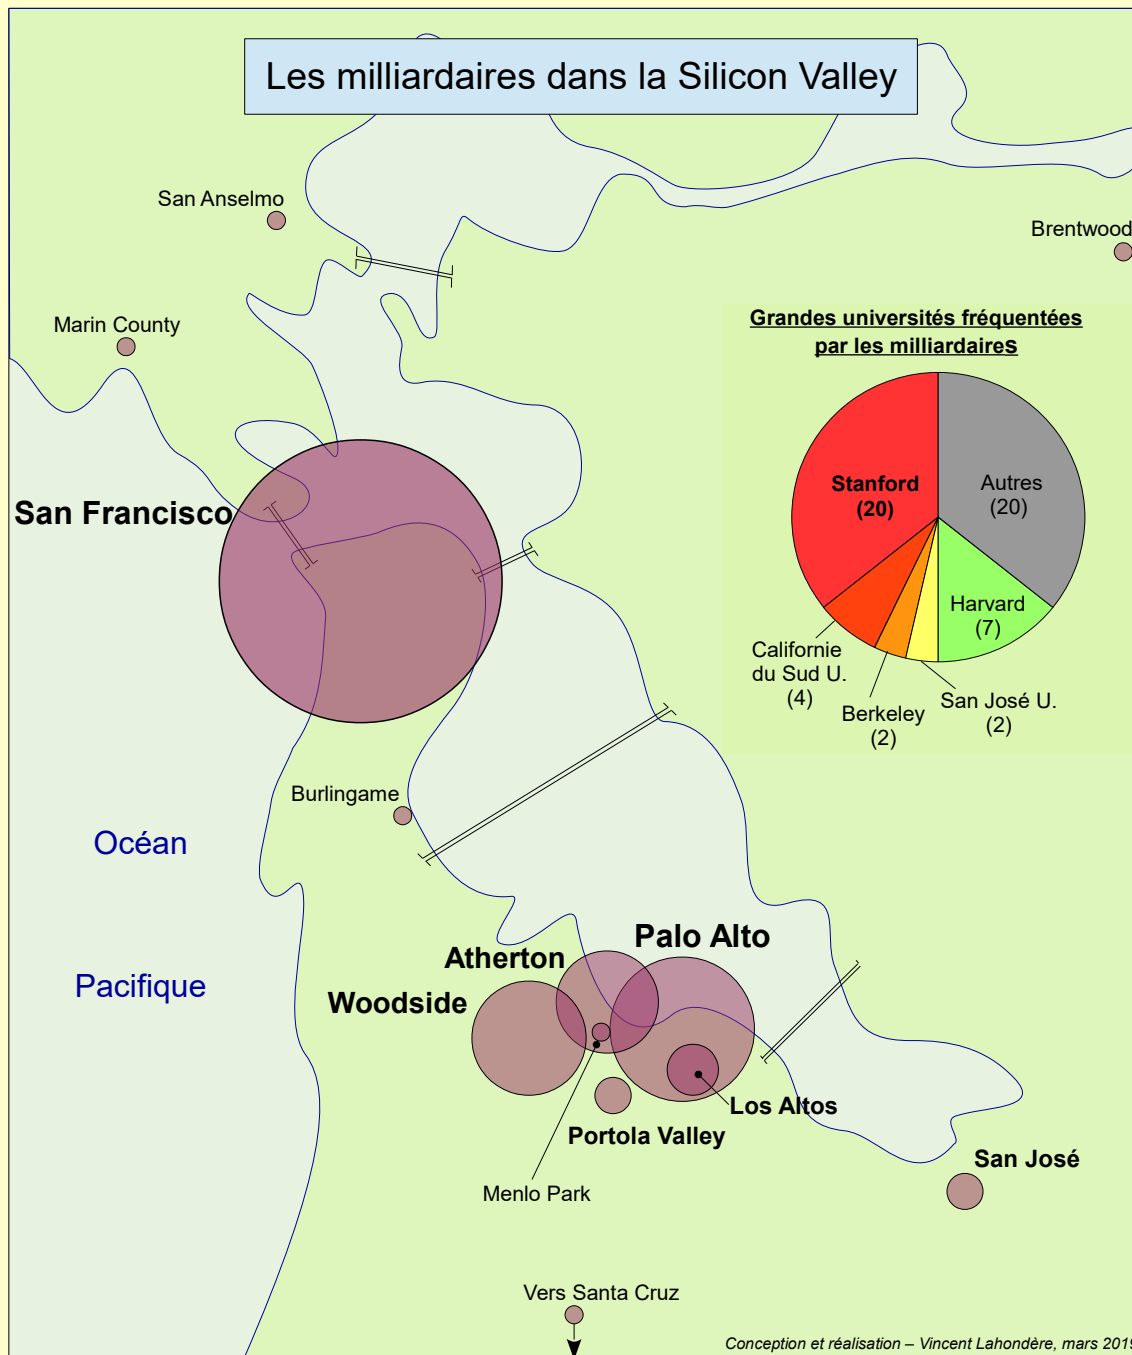 Les milliardaires dans la Silicon Valley
San Anselmo
Brentwood
Marin County
Grandes universités fréquentées
par les milliardaires
Stanford
(20)
Autres
(20)
Harvard
(7)
Californie
du Sud U.
(4)
Berkeley
(2)
San José U.
(2)
San Francisco
Burlingame
Océan
Pacifique
Palo Alto
Atherton
Woodside
Los Altos
Portola Valley
Menlo Park
San José
Vers Santa Cruz
Conception et réalisation – Vincent Lahondère, mars 2019